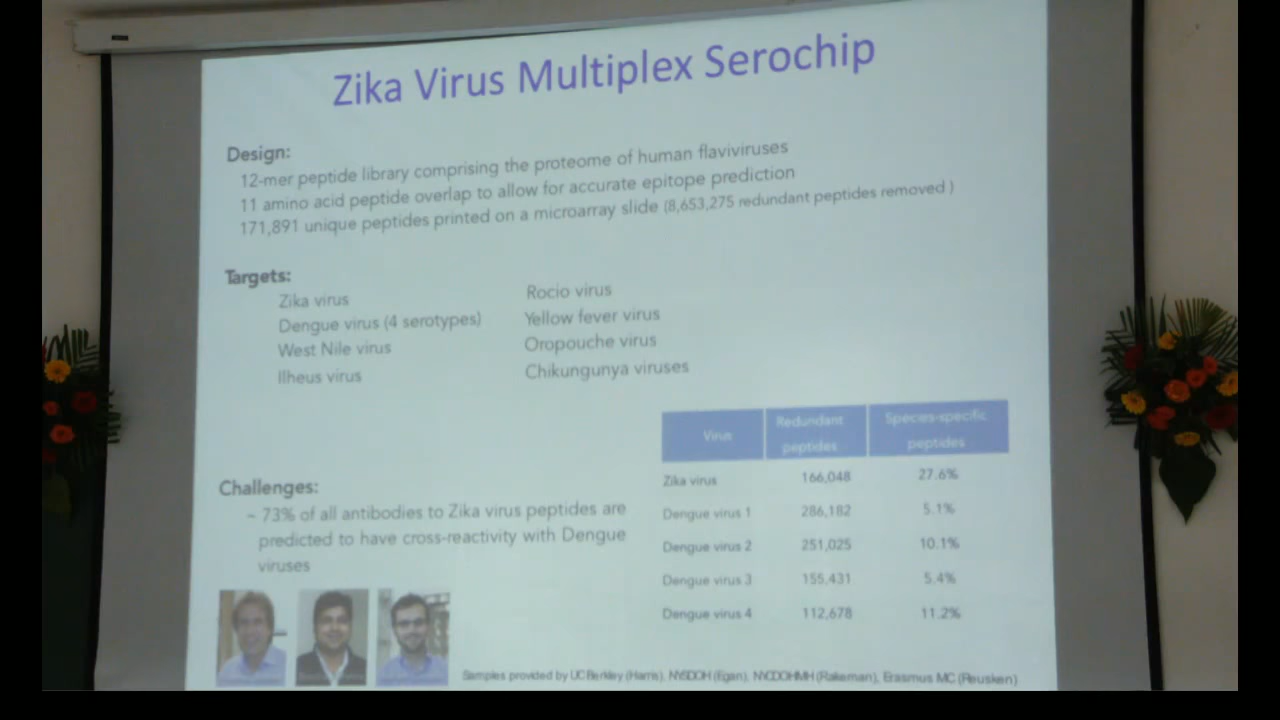 Zika Virus Multiplex Serochip
Design:
12-mer peptide library comprising the proteome of human flaviviruses
11 amino acid peptide overlap to allow for accurate epitope prediction
171,891 unique peptides printed on a microarray slide (8,653,275 redundant peptides removed )
Targets:
Zika virus
Dengue virus (4 serotypes)
West Nile virus
Ilheus virus
Rocio virus
Yellow fever virus
Oropouche virus
Chikungunya viruses
Challenges:
~ 73% of all antibodies to Zika virus peptides are
predicted to have cross-reactivity with Dengue
viruses
Virus Redundant peptides Species-specific peptides
Zika virus 166,048 27.6%
Dengue virus 1 286,182 5.1%
Dengue virus 2 251,025 10.1%
Dengue virus 3 155,431 5.4%
Dengue virus 4 112,678 11.2%
Samples provided by UC Berkley (Harris), NYSDOH (Egan), NYCDOHMH (Rakeman), Erasmus MC (Reusken)